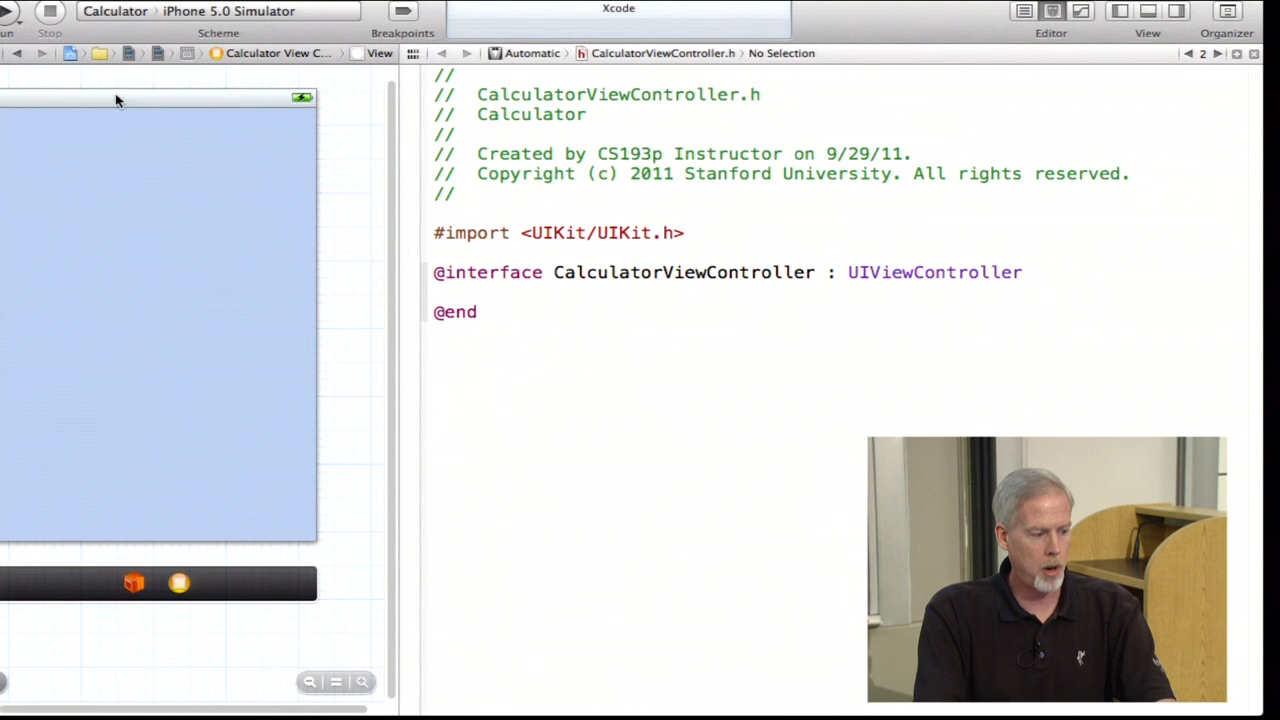 Xcode
Calculator iPhone 5.0 Simulator
un Stop Scheme Breakpoints Editor View Organizer
Calculator View C... View Automatic CalculatorViewController.h No Selection 2
//
// CalculatorViewController.h
// Calculator
//
// Created by CS193p Instructor on 9/29/11.
// Copyright (c) 2011 Stanford University. All rights reserved.
//
#import <UIKit/UIKit.h>
@interface CalculatorViewController : UIViewController
@end